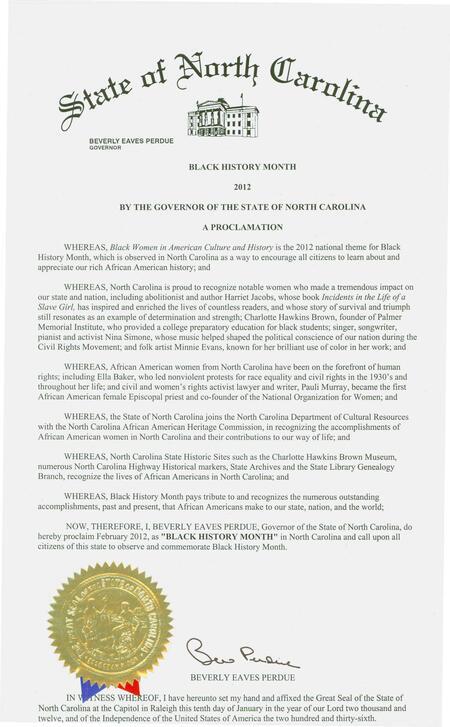 State of North Carolina
BEVERLY EAVES PERDUE
GOVERNOR
BLACK HISTORY MONTH
2012
BY THE GOVERNOR OF THE STATE OF NORTH CAROLINA
A PROCLAMATION
WHEREAS, Black Women in American Culture and History is the 2012 national theme for Black
History Month, which is observed in North Carolina as a way to encourage all citizens to learn about and
appreciate our rich African American history; and
WHEREAS, North Carolina is proud to recognize notable women who made a tremendous impact on
our state and nation, including abolitionist and author Harriet Jacobs, whose book Incidents in the Life of a
Slave Girl, has inspired and enriched the lives of countless readers, and whose story of survival and triumph
still resonates as an example of determination and strength; Charlotte Hawkins Brown, founder of Palmer
Memorial Institute, who provided a college preparatory education for black students; singer, songwriter,
pianist and activist Nina Simone, whose music helped shape the political conscience of our nation during the
Civil Rights Movement; and folk artist Minnie Evans, known for her brilliant use of color in her work; and
WHEREAS, African American women from North Carolina have been on the forefront of human
rights; including Ella Baker, who led nonviolent protests for race equality and civil rights in the 1930's and
throughout her life; and civil and women's rights activist lawyer and writer, Pauli Murray, became the first
African American female Episcopal priest and co-founder of the National Organization for Women; and
WHEREAS, the State of North Carolina joins the North Carolina Department of Cultural Resources
with the North Carolina African American Heritage Commission, in recognizing the accomplishments of
African American women in North Carolina and their contributions to our way of life; and
WHEREAS, North Carolina State Historic Sites such as the Charlotte Hawkins Brown Museum,
numerous North Carolina Highway Historical markers, State Archives and the State Library Genealogy
Branch, recognize the lives of African Americans in North Carolina; and
WHEREAS, Black History Month pays tribute to and recognizes the numerous outstanding
accomplishments, past and present, that African Americans make to our state, nation, and the world;
NOW, THEREFORE, I, BEVERLY EAVES PERDUE, Governor of the State of North Carolina, do
hereby proclaim February 2012, as "BLACK HISTORY MONTH" in North Carolina and call upon all
citizens of this state to observe and commemorate Black History Month.
Bev Perdue
BEVERLY EAVES PERDUE
IN WITNESS WHEREOF, I have hereunto set my hand and affixed the Great Seal of the State of
North Carolina at the Capitol in Raleigh this tenth day of January in the year of our Lord two thousand and
twelve, and of the Independence of the United States of America the two hundred and thirty-sixth.